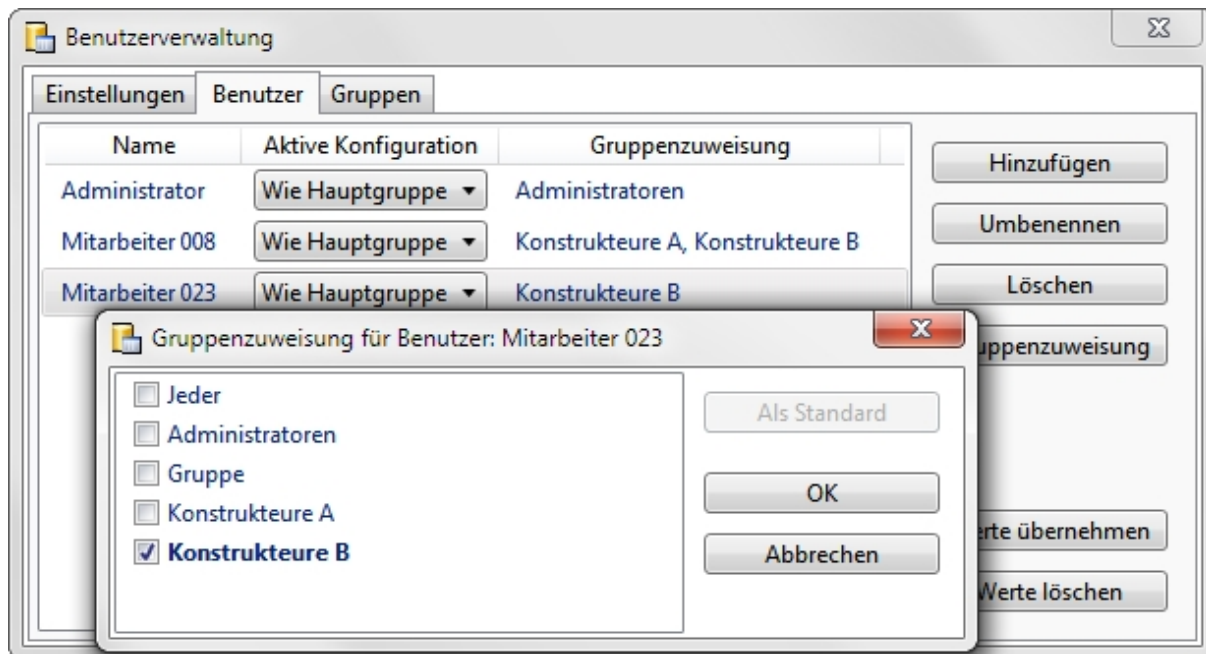 Benutzerverwaltung
Einstellungen Benutzer Gruppen
Name Aktive Konfiguration Gruppenzuweisung
Administrator Wie Hauptgruppe Administratoren
Mitarbeiter 008 Wie Hauptgruppe Konstrukteure A, Konstrukteure B
Mitarbeiter 023 Wie Hauptgruppe Konstrukteure B
Hinzufügen
Umbenennen
Löschen
uppenzuweisung
Gruppenzuweisung für Benutzer: Mitarbeiter 023
Jeder
Administratoren
Gruppe
Konstrukteure A
Konstrukteure B
Als Standard
OK
Abbrechen
erte übernehmen
Werte löschen